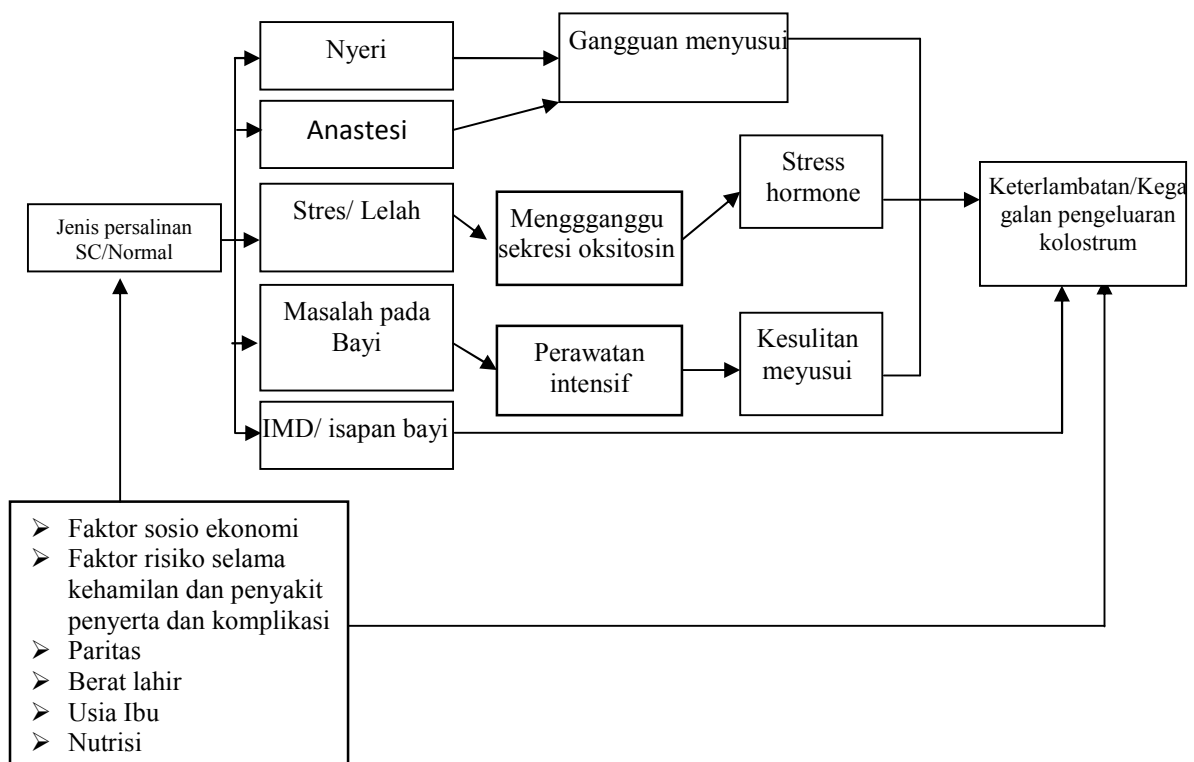 Nyeri
Gangguan menyusui
Anastesi
Stres/ Lelah
Menggganggu
sekresi oksitosin
Stress
hormone
Jenis persalinan
SC/Normal
Keterlambatan/Kega
galan pengeluaran
kolostrum
Masalah pada
Bayi
Perawatan
intensif
Kesulitan
meyusui
IMD/ isapan bayi
➢ Faktor sosio ekonomi
➢ Faktor risiko selama
kehamilan dan penyakit
penyerta dan komplikasi
➢ Paritas
➢ Berat lahir
➢ Usia Ibu
➢ Nutrisi